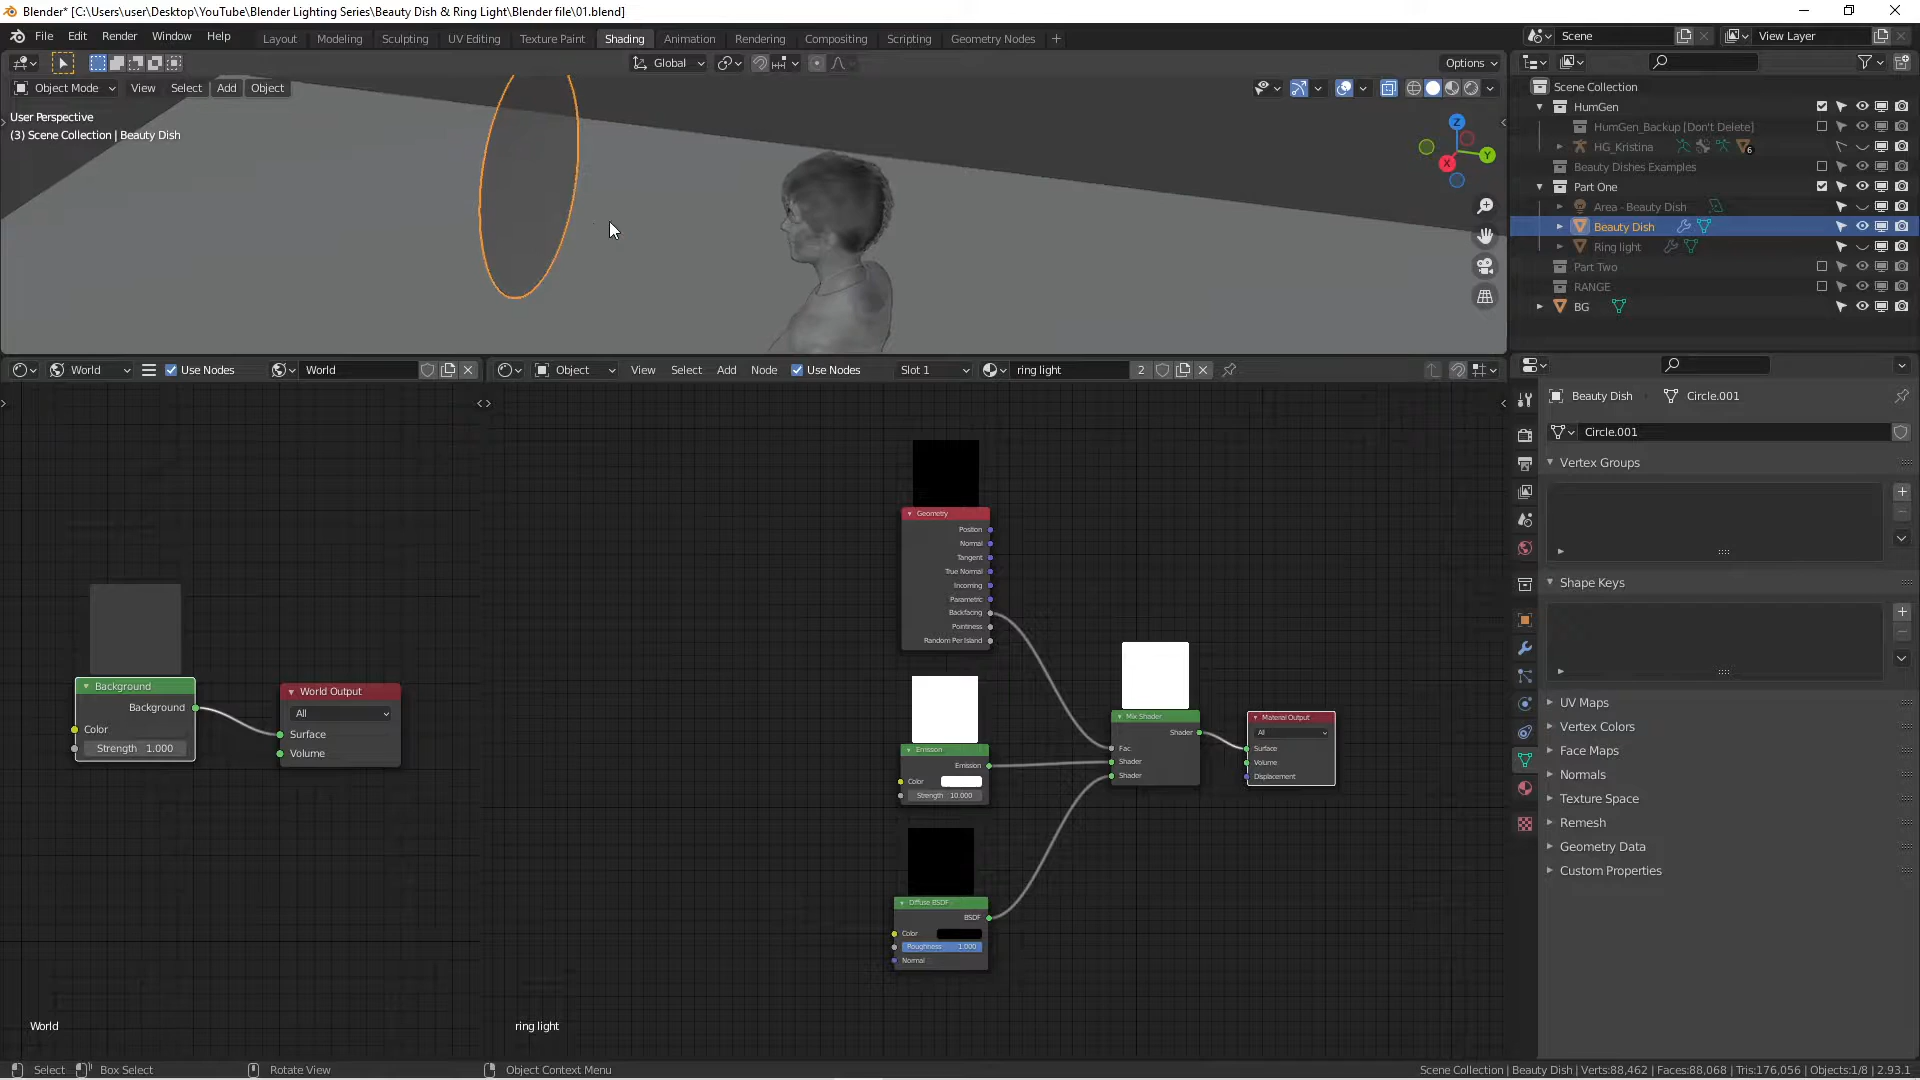 Blender* [C:\Users\user\Desktop\YouTube\Blender Lighting Series\Beauty Dish & Ring Light\Blender file\01.blend]
File Edit Render Window Help Layout Modeling Sculpting UV Editing Texture Paint Shading Animation Rendering Compositing Scripting Geometry Nodes + Scene View Layer
Global Options
Object Mode View Select Add Object
User Perspective
(3) Scene Collection | Beauty Dish
Z
Y
X
Scene Collection
HumGen
HumGen_Backup [Don't Delete]
HG_Kristina 6
Beauty Dishes Examples
Part One
Area - Beauty Dish
Beauty Dish
Ring light
Part Two
RANGE
BG
World Use Nodes World
Object View Select Add Node Use Nodes Slot 1 ring light 2
Background
Background
Color
Strength 1.000
World Output
All
Surface
Volume
World
Geometry
Position
Normal
Tangent
True Normal
Incoming
Parametric
Backfacing
Pointiness
Random Per Island
Emission
Emission
Color
Strength 10.000
Diffuse BSDF
BSDF
Color
Roughness 1.000
Normal
Mix Shader
Shader
Fac
Shader
Shader
Material Output
All
Surface
Volume
Displacement
ring light
Beauty Dish Circle.001
Circle.001
Vertex Groups
Shape Keys
UV Maps
Vertex Colors
Face Maps
Normals
Texture Space
Remesh
Geometry Data
Custom Properties
Select Box Select Rotate View Object Context Menu Scene Collection | Beauty Dish | Verts:88,462 | Faces:88,068 | Tris:176,056 | Objects:1/8 | 2.93.1